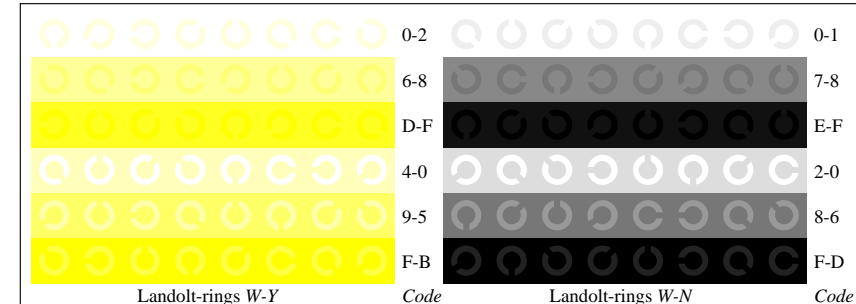 0-2 0-1
6-8 7-8
D-F E-F
4-0 2-0
9-5 8-6
F-B F-D
Landolt-rings W-Y Code Landolt-rings W-N Code